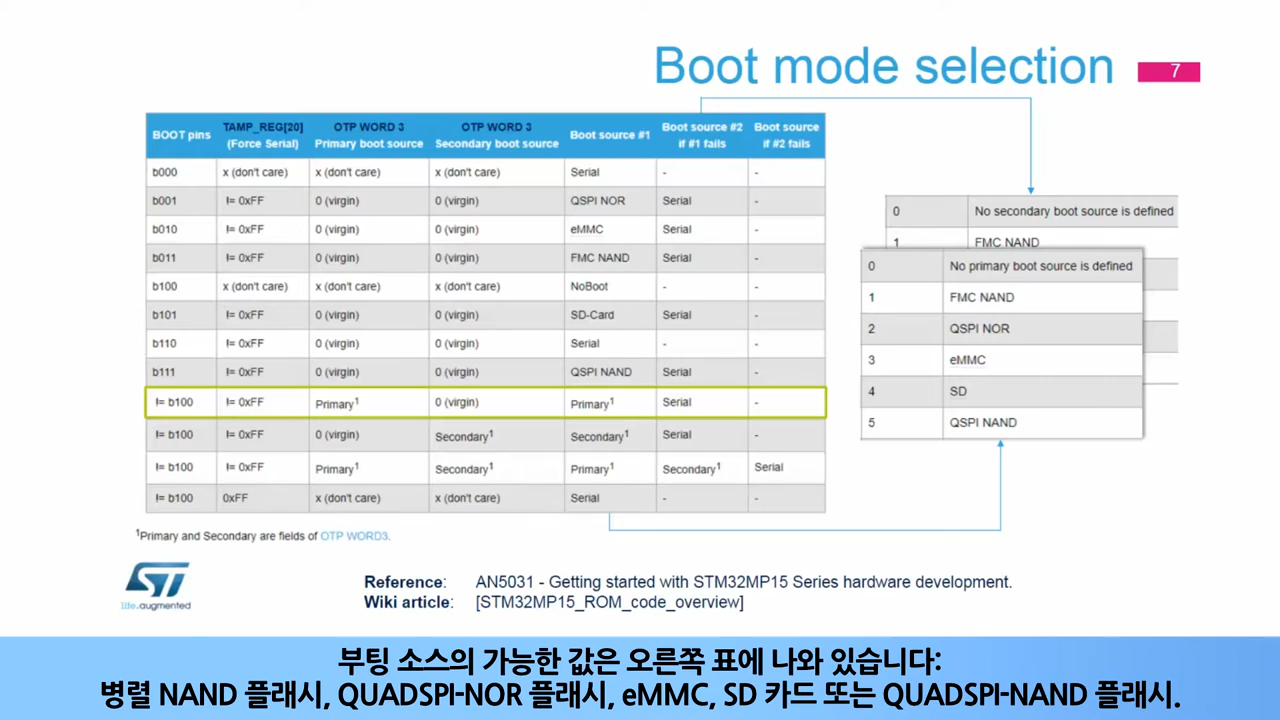 Boot mode selection
7
BOOT pins | TAMP_REG[20] (Force Serial) | OTP WORD 3 Primary boot source | OTP WORD 3 Secondary boot source | Boot source #1 | Boot source #2 if #1 fails | Boot source if #2 fails
b000 | x (don't care) | x (don't care) | x (don't care) | Serial | - | -
b001 | != 0xFF | 0 (virgin) | 0 (virgin) | QSPI NOR | Serial | -
b010 | != 0xFF | 0 (virgin) | 0 (virgin) | eMMC | Serial | -
b011 | != 0xFF | 0 (virgin) | 0 (virgin) | FMC NAND | Serial | -
b100 | x (don't care) | x (don't care) | x (don't care) | NoBoot | - | -
b101 | != 0xFF | 0 (virgin) | 0 (virgin) | SD-Card | Serial | -
b110 | != 0xFF | 0 (virgin) | 0 (virgin) | Serial | - | -
b111 | != 0xFF | 0 (virgin) | 0 (virgin) | QSPI NAND | Serial | -
!= b100 | != 0xFF | Primary¹ | 0 (virgin) | Primary¹ | Serial | -
!= b100 | != 0xFF | 0 (virgin) | Secondary¹ | Secondary¹ | Serial | -
!= b100 | != 0xFF | Primary¹ | Secondary¹ | Primary¹ | Secondary¹ | Serial
!= b100 | 0xFF | x (don't care) | x (don't care) | Serial | - | -
0 | No secondary boot source is defined
1 | FMC NAND
0 | No primary boot source is defined
1 | FMC NAND
2 | QSPI NOR
3 | eMMC
4 | SD
5 | QSPI NAND
¹Primary and Secondary are fields of OTP WORD3.
ST
life.augmented
Reference: AN5031 - Getting started with STM32MP15 Series hardware development.
Wiki article: [STM32MP15_ROM_code_overview]
부팅 소스의 가능한 값은 오른쪽 표에 나와 있습니다:
병렬 NAND 플래시, QUADSPI-NOR 플래시, eMMC, SD 카드 또는 QUADSPI-NAND 플래시.